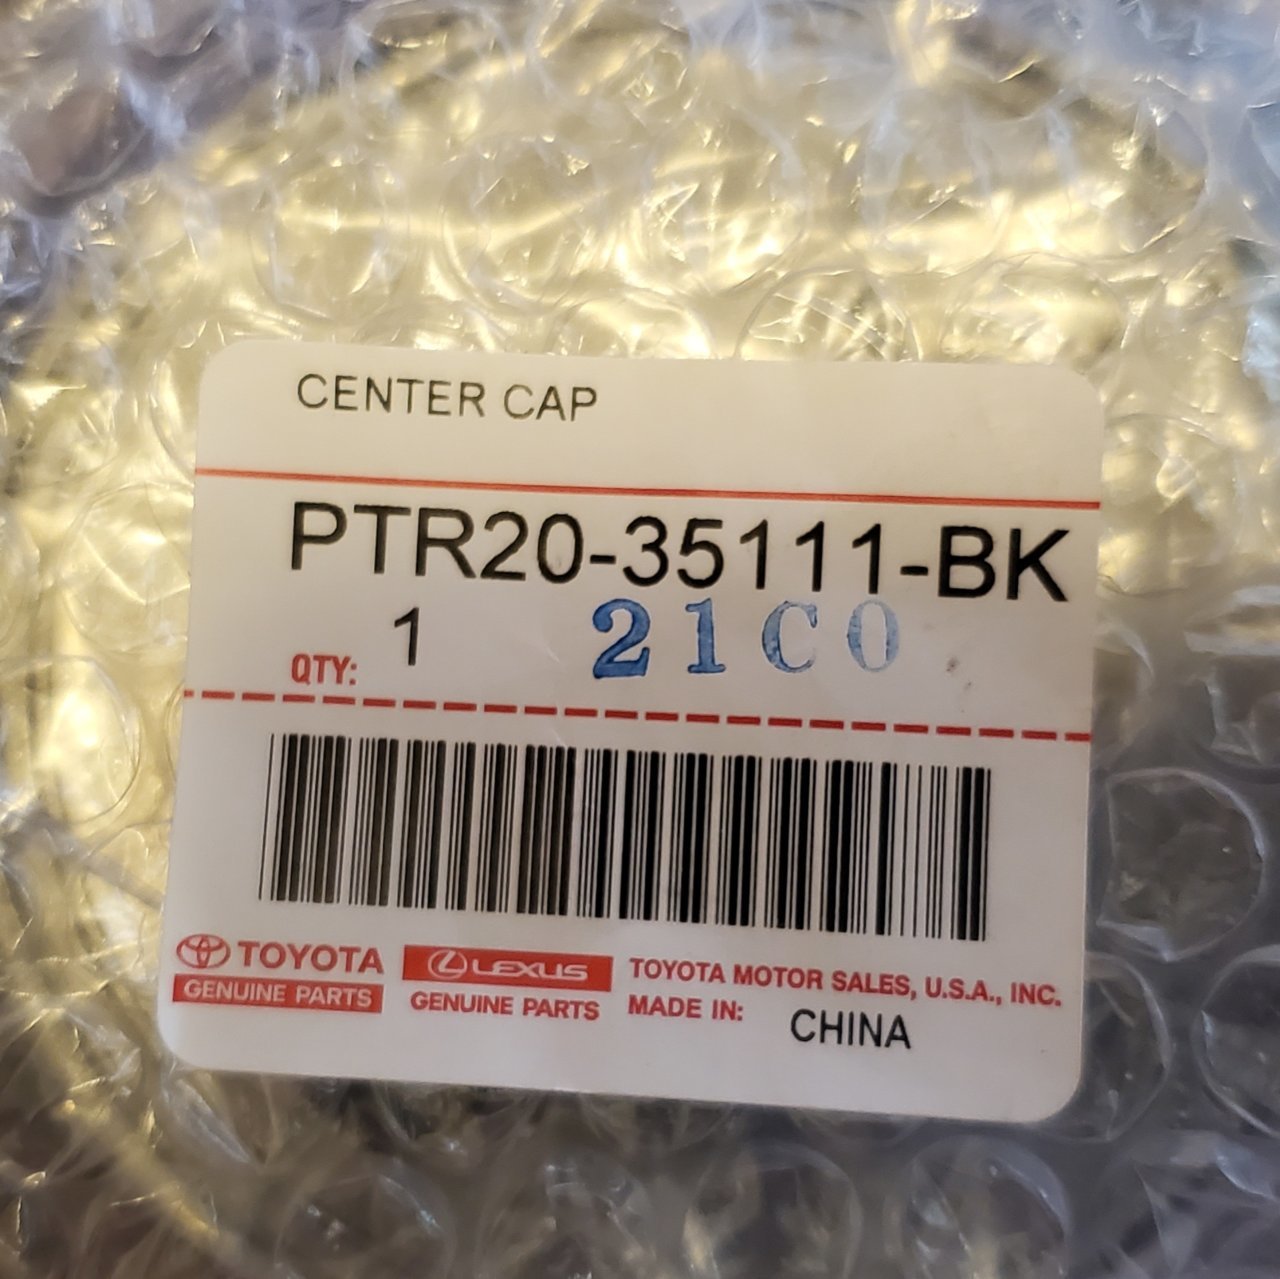 CENTER CAP
PTR20-35111-BK
QTY: 1 21C0
TOYOTA
GENUINE PARTS
LEXUS
GENUINE PARTS
TOYOTA MOTOR SALES, U.S.A., INC.
MADE IN: CHINA